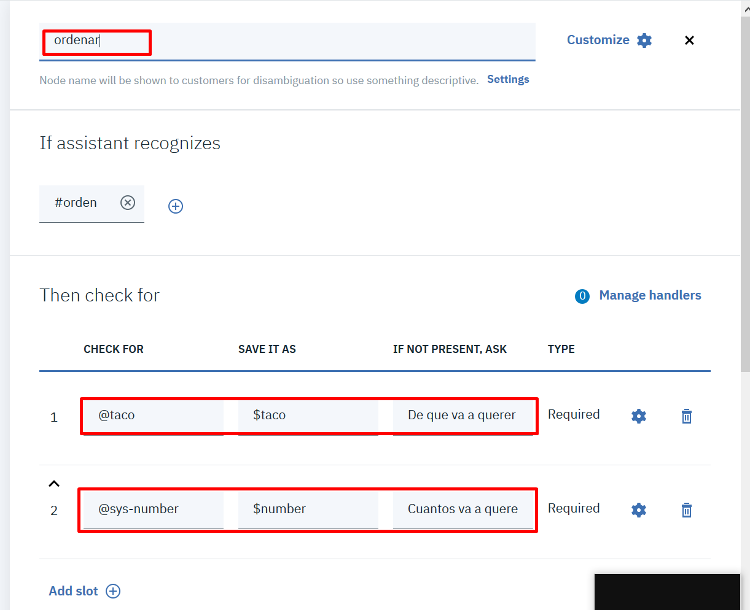 ordenar
Customize
Node name will be shown to customers for disambiguation so use something descriptive. Settings
If assistant recognizes
#orden
Then check for
0 Manage handlers
CHECK FOR SAVE IT AS IF NOT PRESENT, ASK TYPE
1 @taco $taco De que va a querer Required
2 @sys-number $number Cuantos va a quere Required
Add slot